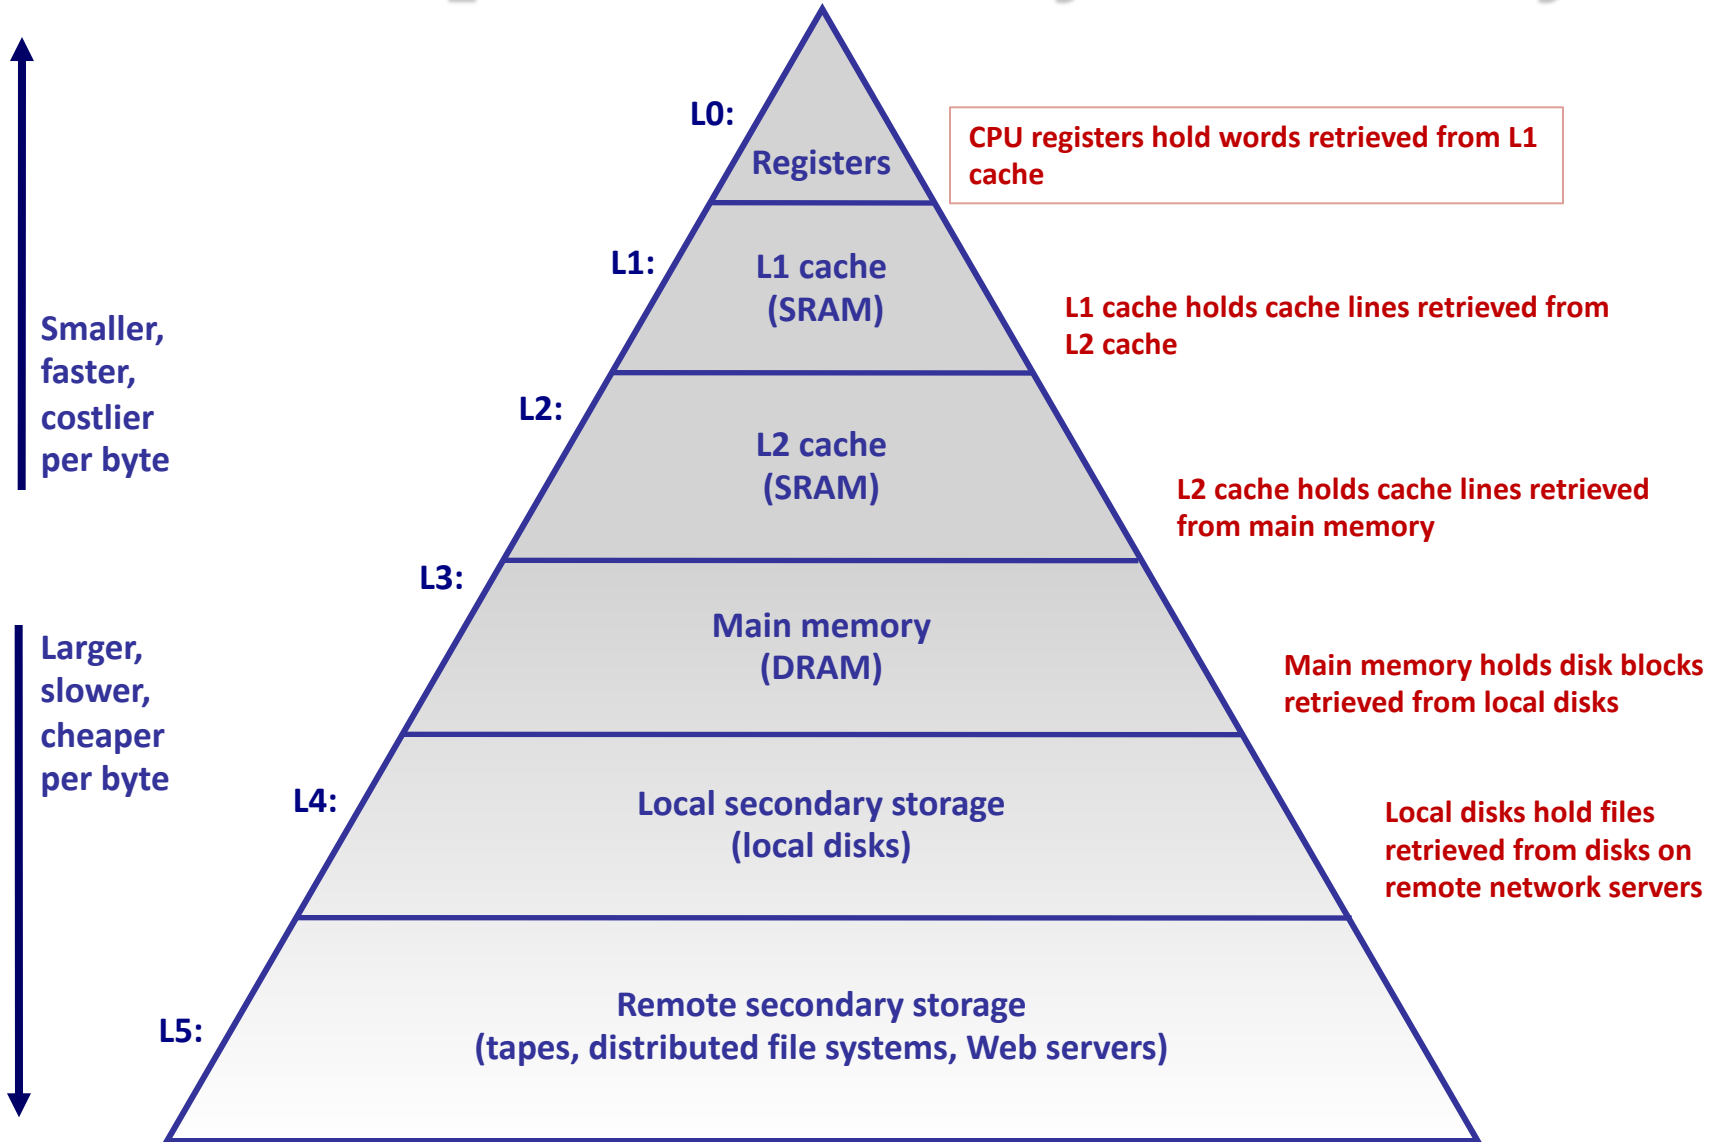 L0:
Registers
CPU registers hold words retrieved from L1
cache
L1:
L1 cache
(SRAM)
L1 cache holds cache lines retrieved from
L2 cache
Smaller,
faster,
costlier
per byte
L2:
L2 cache
(SRAM)
L2 cache holds cache lines retrieved
from main memory
L3:
Main memory
(DRAM)
Main memory holds disk blocks
retrieved from local disks
Larger,
slower,
cheaper
per byte
L4:
Local secondary storage
(local disks)
Local disks hold files
retrieved from disks on
remote network servers
L5:
Remote secondary storage
(tapes, distributed file systems, Web servers)